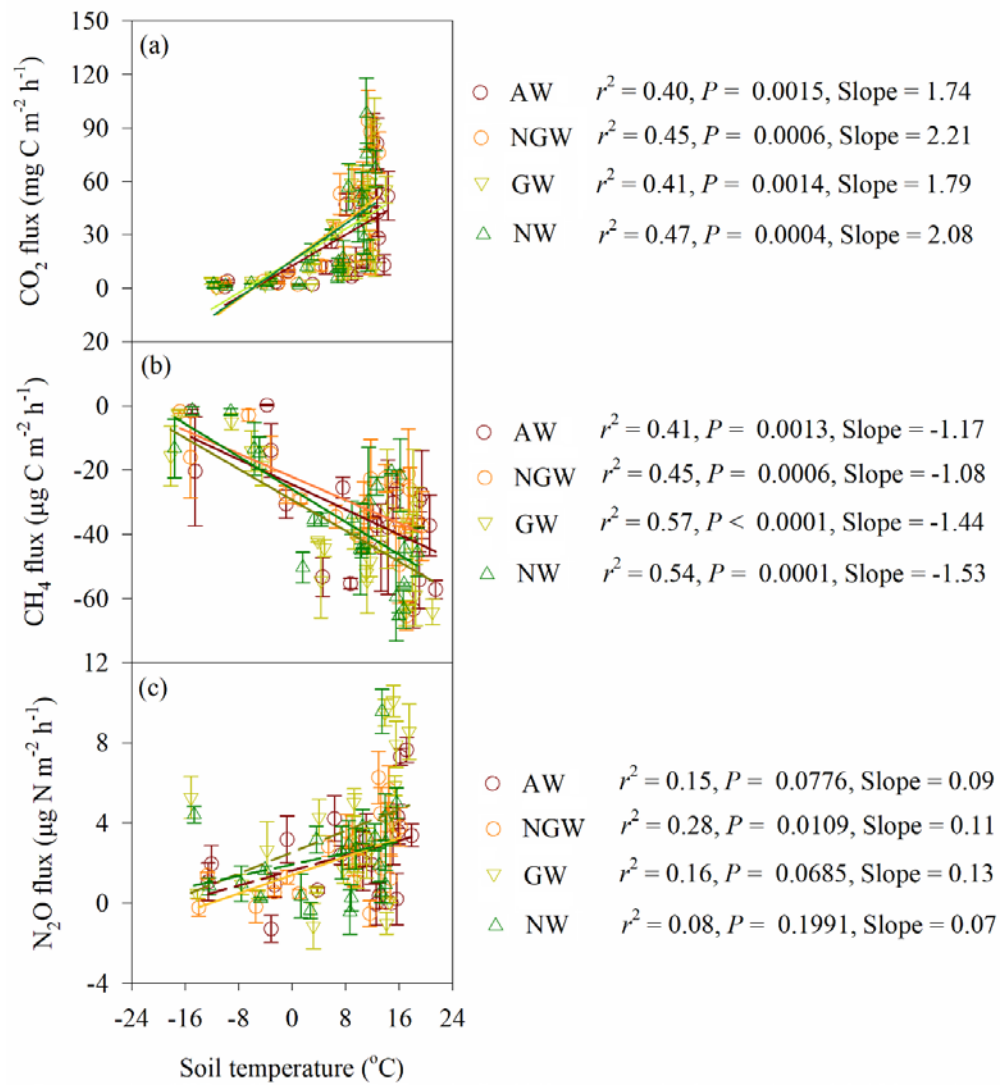 150
(a)
120
90
60
30
0
CO2 flux (mg C m-2 h-1)
AW r2 = 0.40, P = 0.0015, Slope = 1.74
NGW r2 = 0.45, P = 0.0006, Slope = 2.21
GW r2 = 0.41, P = 0.0014, Slope = 1.79
NW r2 = 0.47, P = 0.0004, Slope = 2.08
20
(b)
0
-20
-40
-60
CH4 flux (µg C m-2 h-1)
AW r2 = 0.41, P = 0.0013, Slope = -1.17
NGW r2 = 0.45, P = 0.0006, Slope = -1.08
GW r2 = 0.57, P < 0.0001, Slope = -1.44
NW r2 = 0.54, P = 0.0001, Slope = -1.53
12
(c)
8
4
0
-4
N2O flux (µg N m-2 h-1)
AW r2 = 0.15, P = 0.0776, Slope = 0.09
NGW r2 = 0.28, P = 0.0109, Slope = 0.11
GW r2 = 0.16, P = 0.0685, Slope = 0.13
NW r2 = 0.08, P = 0.1991, Slope = 0.07
-24 -16 -8 0 8 16 24
Soil temperature (oC)